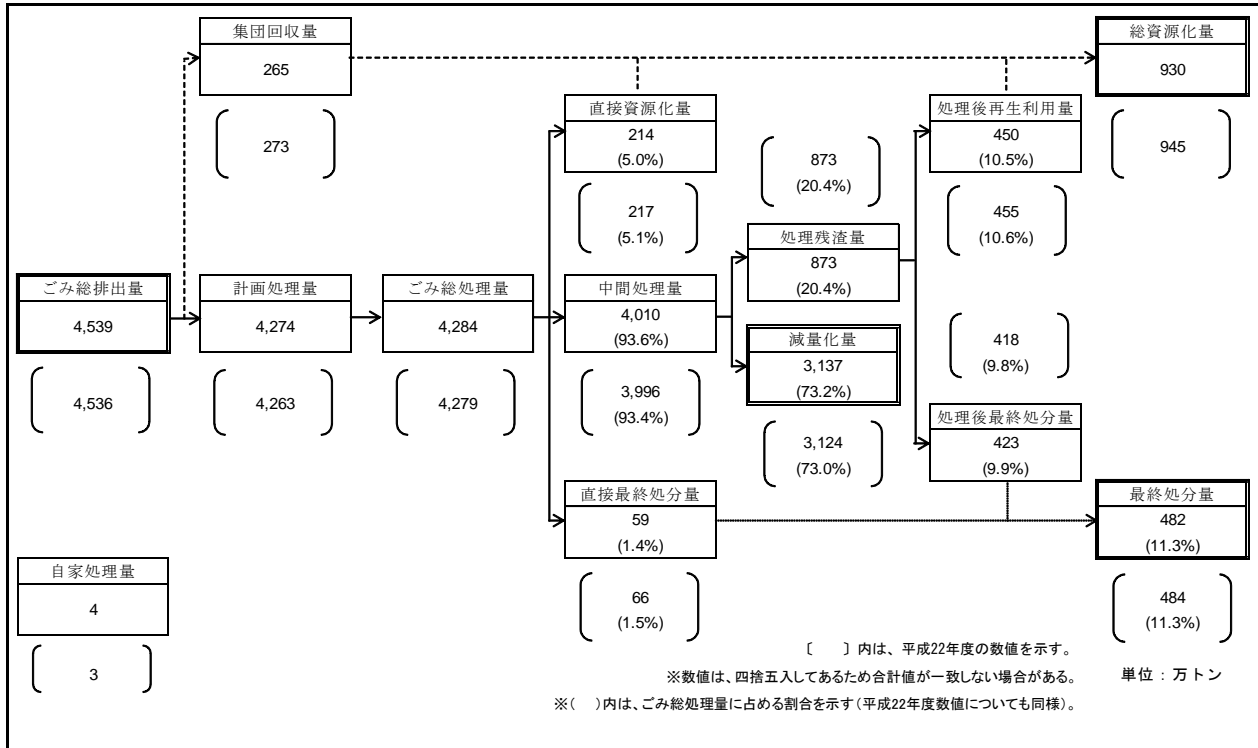 集団回収量
265
273
総資源化量
930
945
直接資源化量
214
(5.0%)
217
(5.1%)
873
(20.4%)
処理後再生利用量
450
(10.5%)
455
(10.6%)
ごみ総排出量
4,539
4,536
計画処理量
4,274
4,263
ごみ総処理量
4,284
4,279
中間処理量
4,010
(93.6%)
3,996
(93.4%)
処理残渣量
873
(20.4%)
減量化量
3,137
(73.2%)
3,124
(73.0%)
418
(9.8%)
処理後最終処分量
423
(9.9%)
直接最終処分量
59
(1.4%)
66
(1.5%)
最終処分量
482
(11.3%)
484
(11.3%)
自家処理量
4
3
〔　　〕内は、平成22年度の数値を示す。
※数値は、四捨五入してあるため合計値が一致しない場合がある。
単位：万トン
※(　)内は、ごみ総処理量に占める割合を示す(平成22年度数値についても同様)。